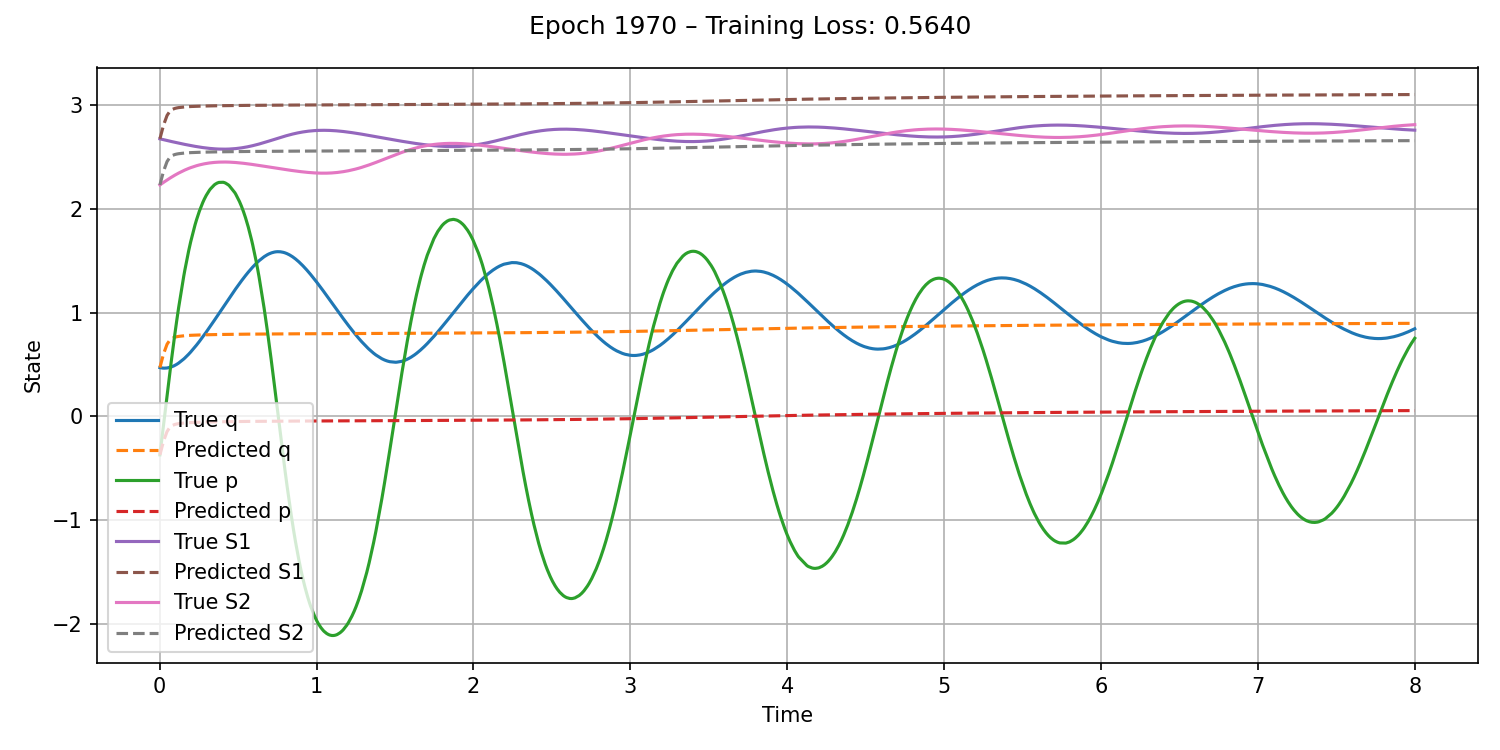 Epoch 1970 – Training Loss: 0.5640
State
3
2
1
0
−1
−2
True q
Predicted q
True p
Predicted p
True S1
Predicted S1
True S2
Predicted S2
0 1 2 3 4 5 6 7 8
Time